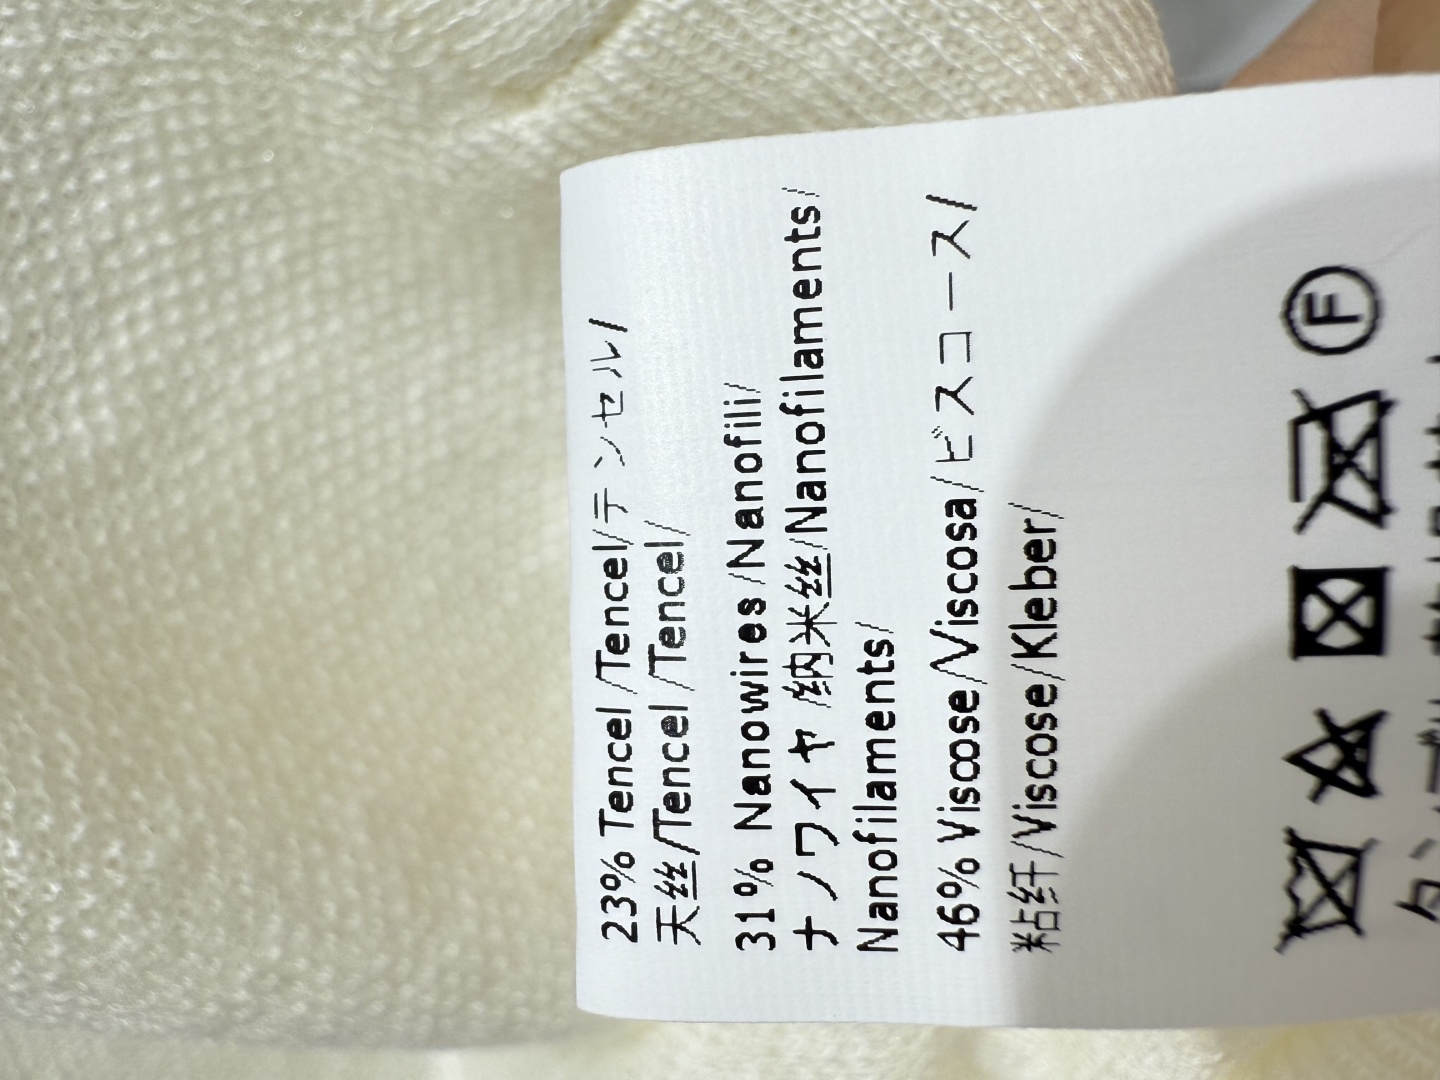 23% Tencel /Tencel/テンセル/
天丝/Tencel /Tencel/
31% Nanowires /Nanofili/
ナノワイヤ /纳米丝/Nanofilaments/
Nanofilaments/
46% Viscose /Viscosa/ビスコース/
粘纤/Viscose/Kleber/
F